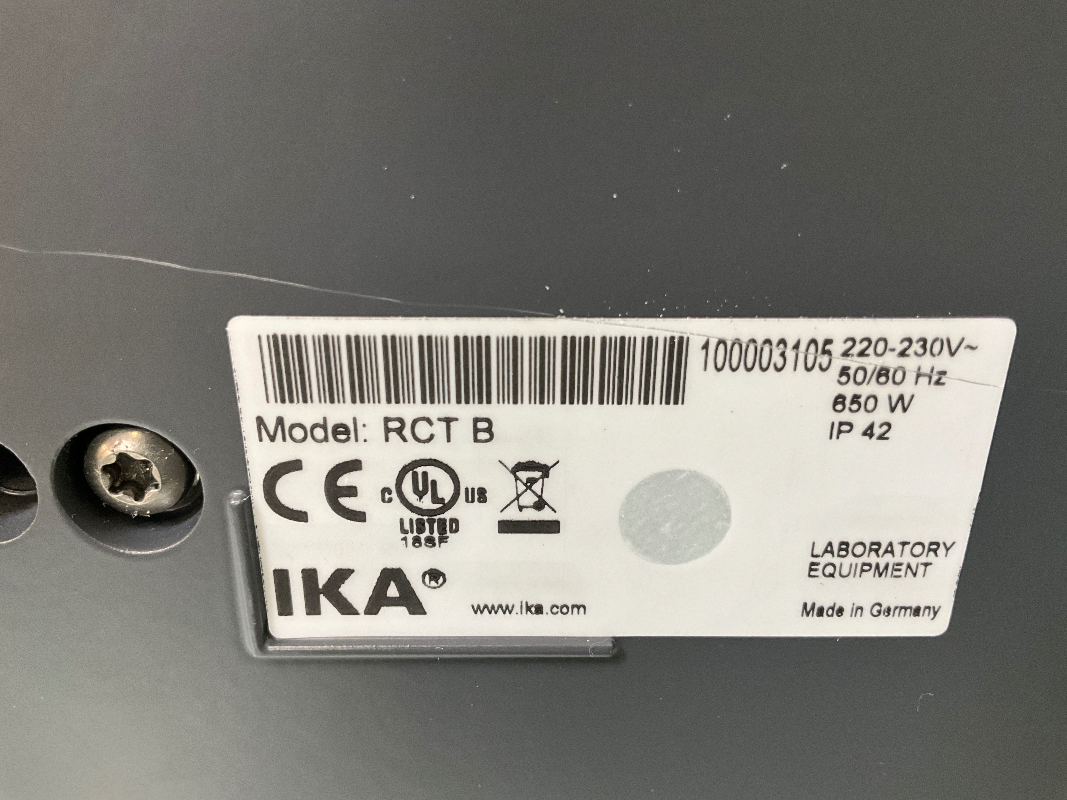 100003105
220-230V~
50/60 Hz
650 W
IP 42
Model: RCT B
CE
C UL US
LISTED
IKA®
www.ika.com
LABORATORY
EQUIPMENT
Made in Germany